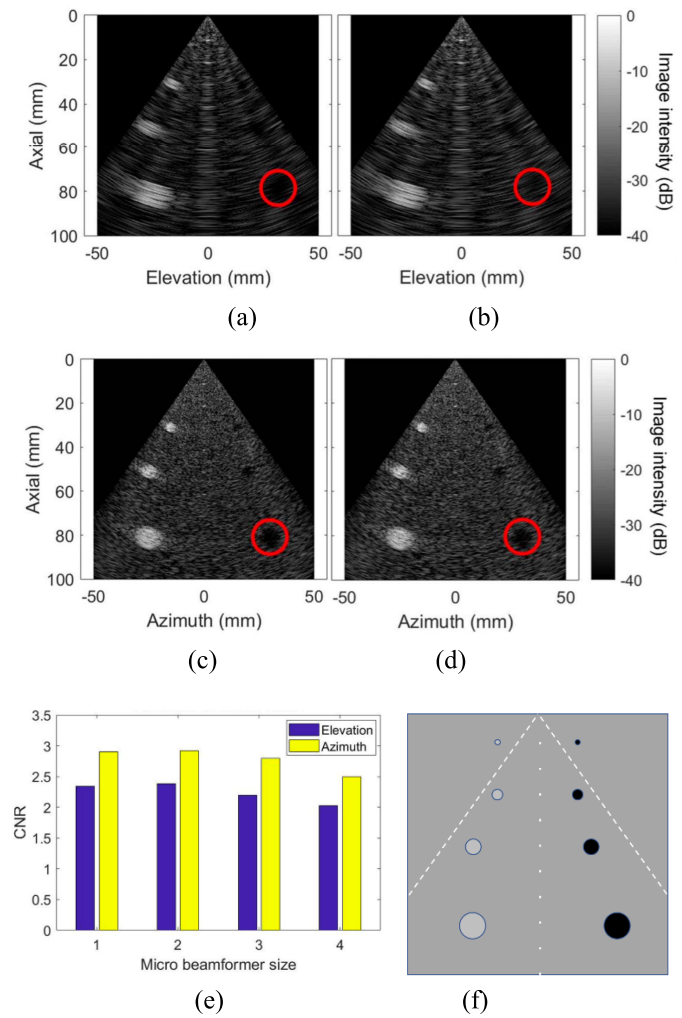 0
20
40
60
80
100
Axial (mm)
-50
0
50
Elevation (mm)
-50
0
50
Elevation (mm)
0
-10
-20
-30
-40
Image intensity (dB)
(a)
(b)
0
20
40
60
80
100
Axial (mm)
-50
0
50
Azimuth (mm)
-50
0
50
Azimuth (mm)
0
-10
-20
-30
-40
Image intensity (dB)
(c)
(d)
3.5
3
2.5
2
1.5
1
0.5
0
CNR
Elevation
Azimuth
1
2
3
4
Micro beamformer size
(e)
(f)